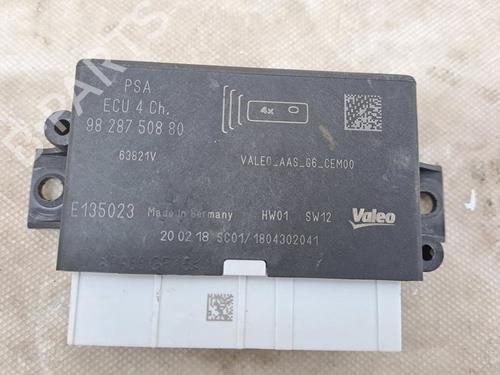 PSA
ECU 4 Ch.
98 287 508 80
4x
63821V
VALEO_AAS_G6_CEM00
E135023 Made in Germany HW01 SW12 Valeo
20 02 18 SC01/1804302041